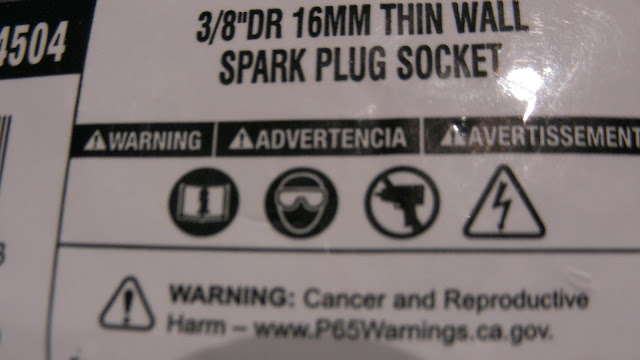 4504
3/8"DR 16MM THIN WALL
SPARK PLUG SOCKET
WARNING ADVERTENCIA AVERTISSEMENT
WARNING: Cancer and Reproductive
Harm – www.P65Warnings.ca.gov.